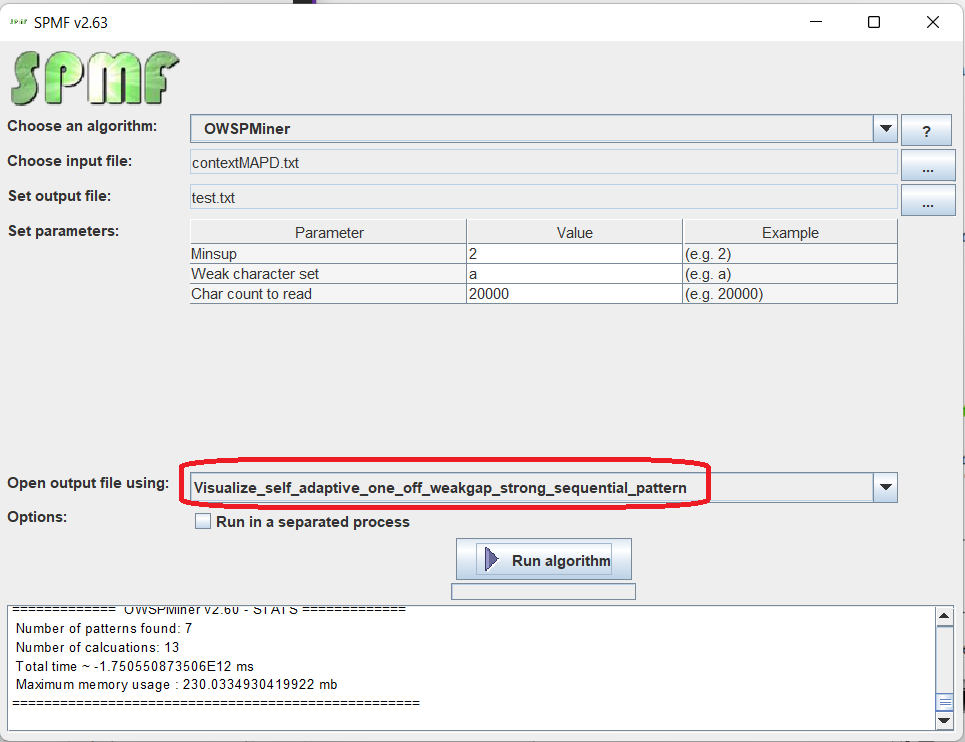 SPMF SPMF v2.63
SPMF
Choose an algorithm: OWSPMiner ?
Choose input file: contextMAPD.txt ...
Set output file: test.txt ...
Set parameters: Parameter Value Example
Minsup 2 (e.g. 2)
Weak character set a (e.g. a)
Char count to read 20000 (e.g. 20000)
Open output file using: Visualize_self_adaptive_one_off_weakgap_strong_sequential_pattern
Options: Run in a separated process
Run algorithm
============= OWSPMiner v2.60 - STATS =============
Number of patterns found: 7
Number of calcuations: 13
Total time ~ -1.750550873506E12 ms
Maximum memory usage : 230.0334930419922 mb
===================================================